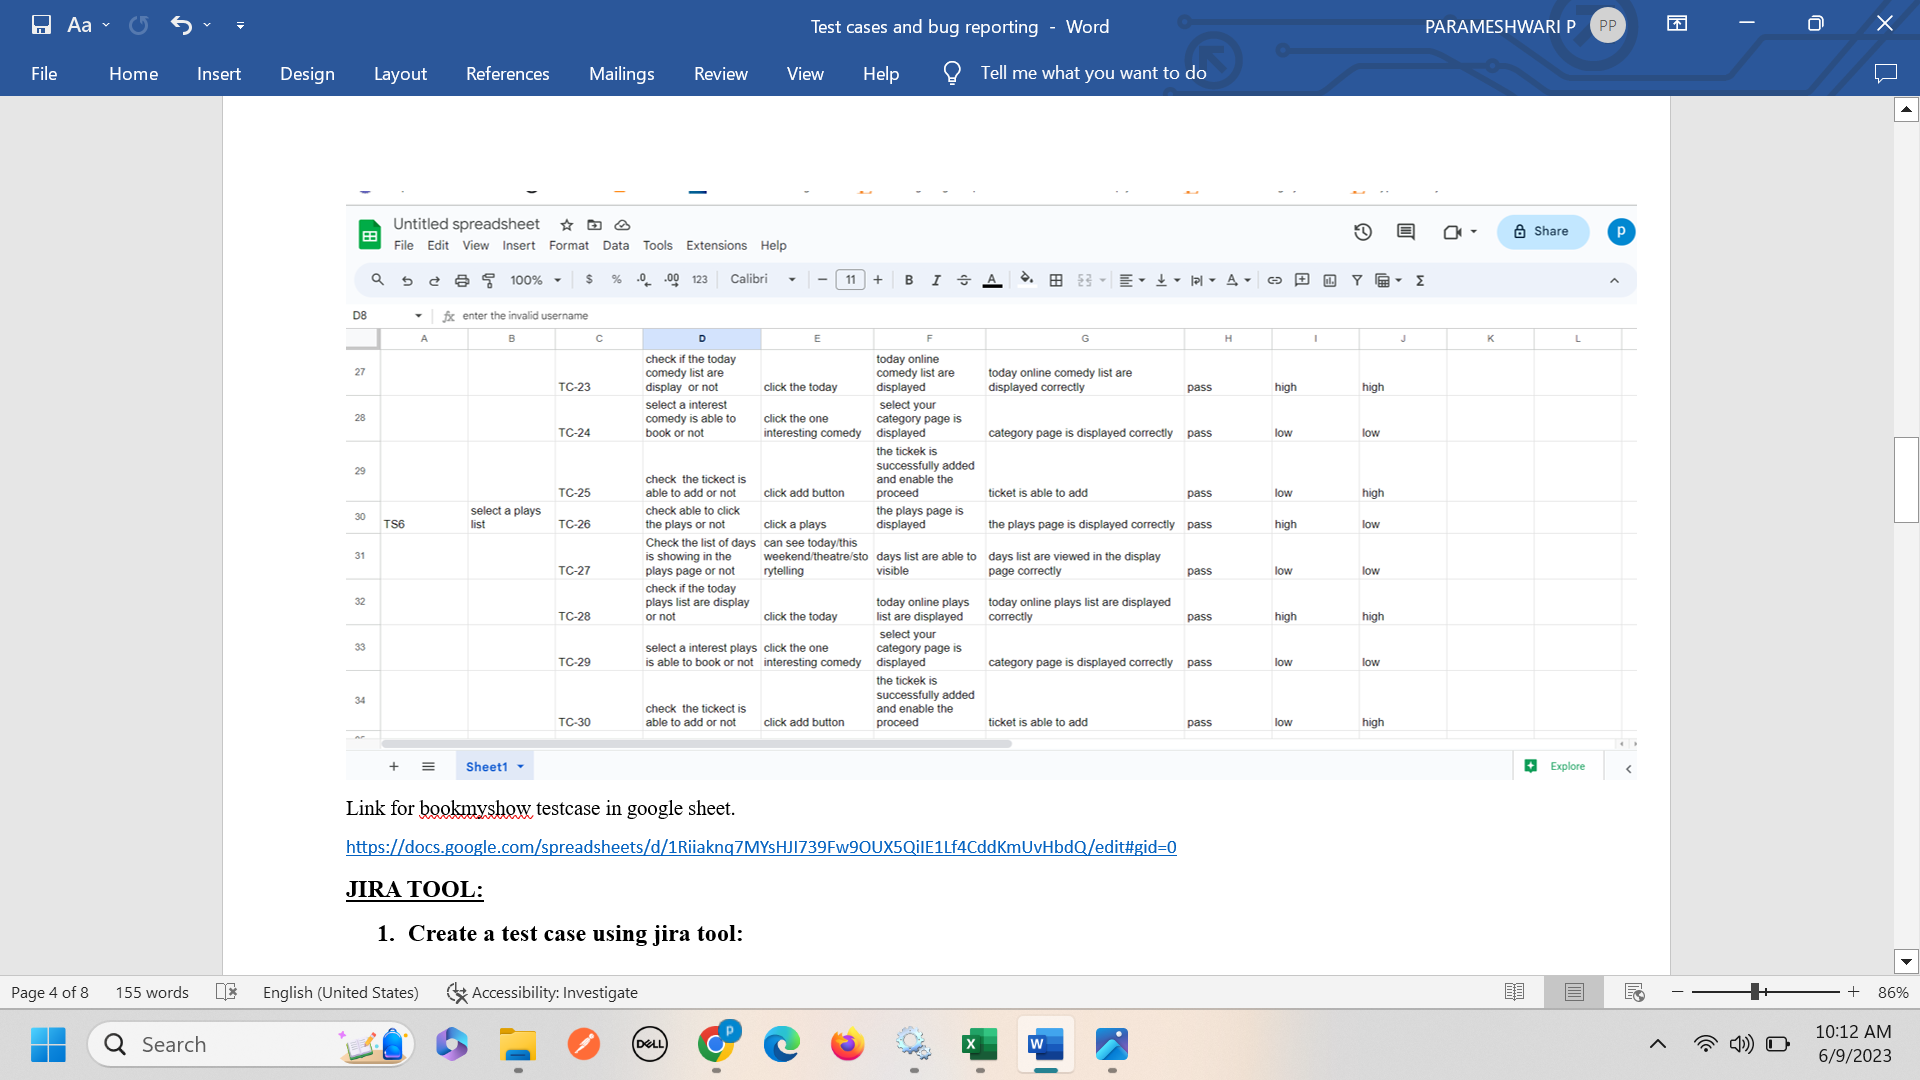 Aa
Test cases and bug reporting - Word
PARAMESHWARI P
PP
File Home Insert Design Layout References Mailings Review View Help Tell me what you want to do
Untitled spreadsheet
File Edit View Insert Format Data Tools Extensions Help
Share
p
100% $ % .0 .00 123 Calibri 11 B I S A
D8 fx enter the invalid username
A B C D E F G H I J K L
27
TC-23
check if the today
comedy list are
display or not
click the today
today online
comedy list are
displayed
today online comedy list are
displayed correctly
pass
high
high
28
TC-24
select a interest
comedy is able to
book or not
click the one
interesting comedy
select your
category page is
displayed
category page is displayed correctly
pass
low
low
29
TC-25
check the tickect is
able to add or not
click add button
the tickek is
successfully added
and enable the
proceed
ticket is able to add
pass
low
high
30
TS6
select a plays
list
TC-26
check able to click
the plays or not
click a plays
the plays page is
displayed
the plays page is displayed correctly
pass
high
low
31
TC-27
Check the list of days
is showing in the
plays page or not
can see today/this
weekend/theatre/sto
rytelling
days list are able to
visible
days list are viewed in the display
page correctly
pass
low
low
32
TC-28
check if the today
plays list are display
or not
click the today
today online plays
list are displayed
today online plays list are displayed
correctly
pass
high
high
33
TC-29
select a interest plays
is able to book or not
click the one
interesting comedy
select your
category page is
displayed
category page is displayed correctly
pass
low
low
34
TC-30
check the tickect is
able to add or not
click add button
the tickek is
successfully added
and enable the
proceed
ticket is able to add
pass
low
high
Sheet1
Explore
Link for bookmyshow testcase in google sheet.
https://docs.google.com/spreadsheets/d/1Riiaknq7MYsHJI739Fw9OUX5QiIE1Lf4CddKmUvHbdQ/edit#gid=0
JIRA TOOL:
1. Create a test case using jira tool:
Page 4 of 8 155 words English (United States) Accessibility: Investigate 86%
Search
DELL
p
X
W
10:12 AM
6/9/2023